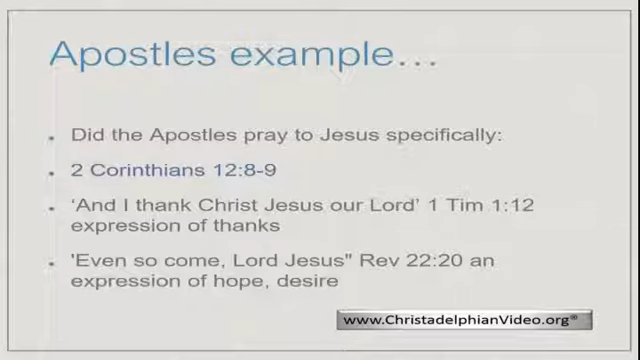 Apostles example...
• Did the Apostles pray to Jesus specifically:
• 2 Corinthians 12:8-9
• 'And I thank Christ Jesus our Lord' 1 Tim 1:12
expression of thanks
• 'Even so come, Lord Jesus" Rev 22:20 an
expression of hope, desire
www.ChristadelphianVideo.org®